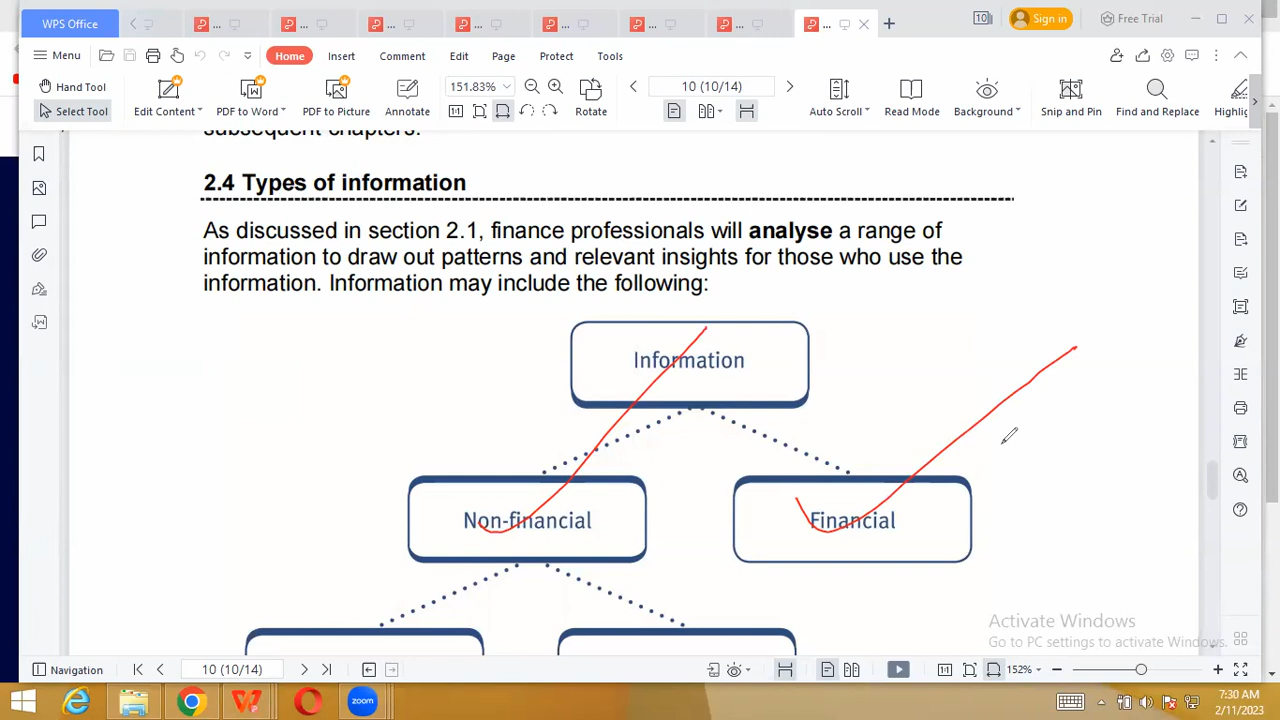 WPS Office
...
...
...
...
...
...
...
...
Sign in
Free Trial
Menu
Home
Insert
Comment
Edit
Page
Protect
Tools
Hand Tool
Select Tool
Edit Content
PDF to Word
PDF to Picture
Annotate
151.83%
Rotate
10 (10/14)
Auto Scroll
Read Mode
Background
Snip and Pin
Find and Replace
Highlig
subsequent chapters.
2.4 Types of information
As discussed in section 2.1, finance professionals will analyse a range of
information to draw out patterns and relevant insights for those who use the
information. Information may include the following:
Information
Non-financial
Financial
Activate Windows
Go to PC settings to activate Windows.
Navigation
10 (10/14)
152%
zoom
7:30 AM
2/11/2023